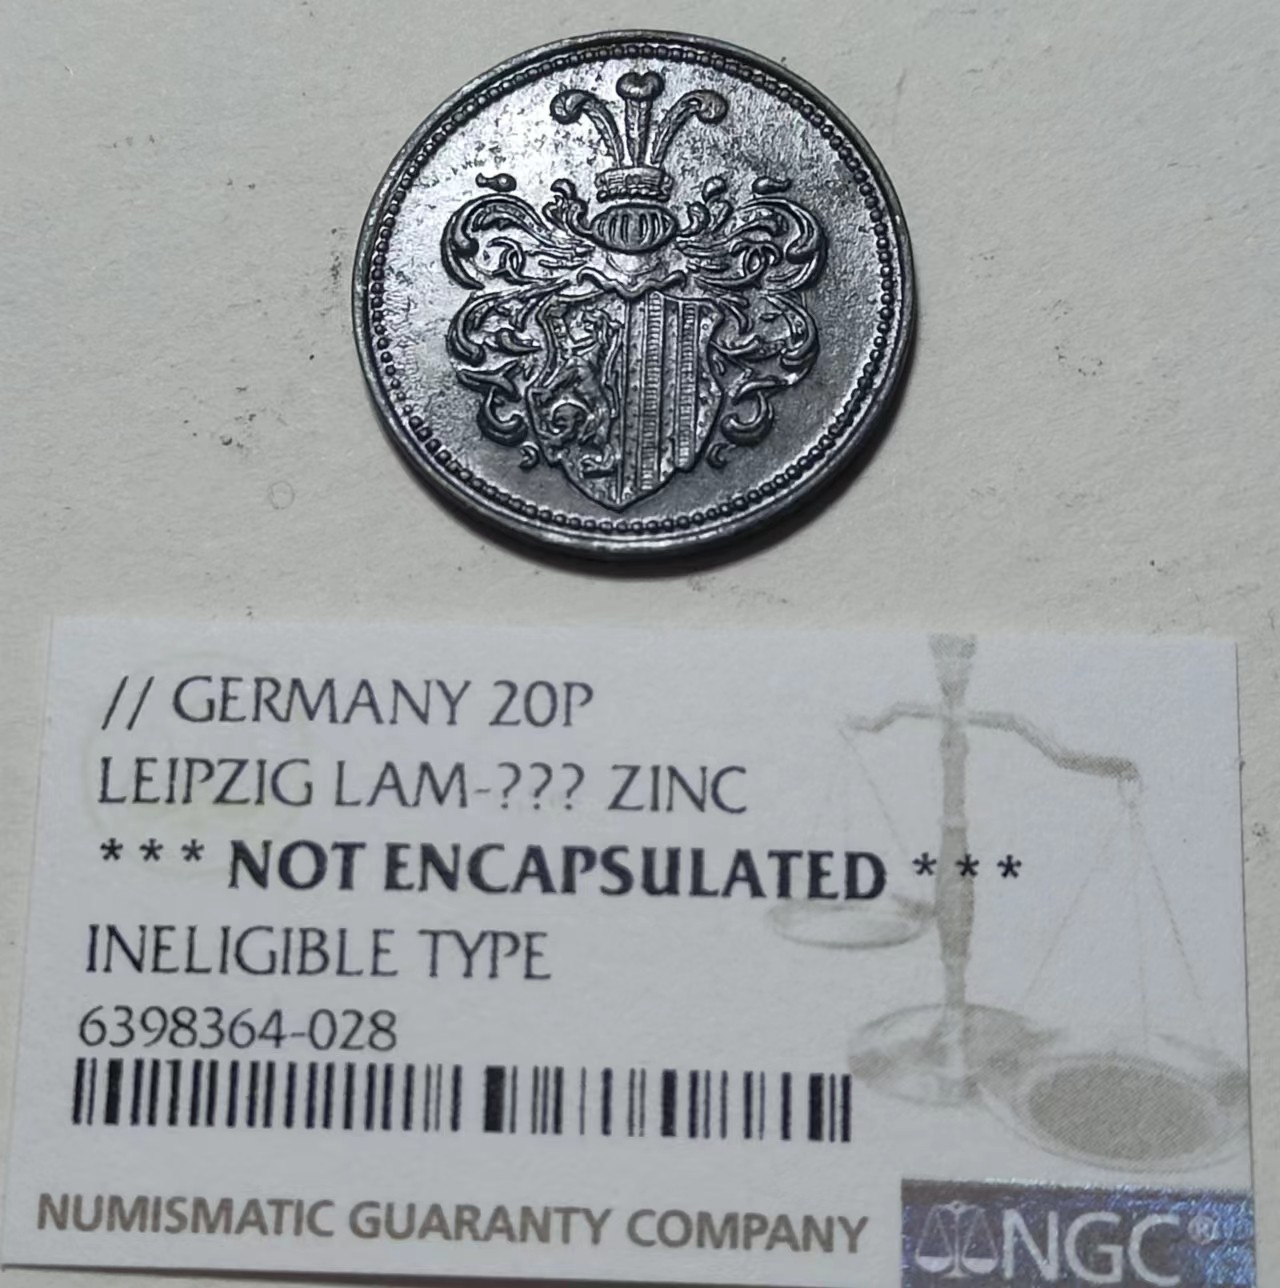 // GERMANY 20P
LEIPZIG LAM-??? ZINC
* * * NOT ENCAPSULATED * * *
INELIGIBLE TYPE
6398364-028
NUMISMATIC GUARANTY COMPANY
NGC®